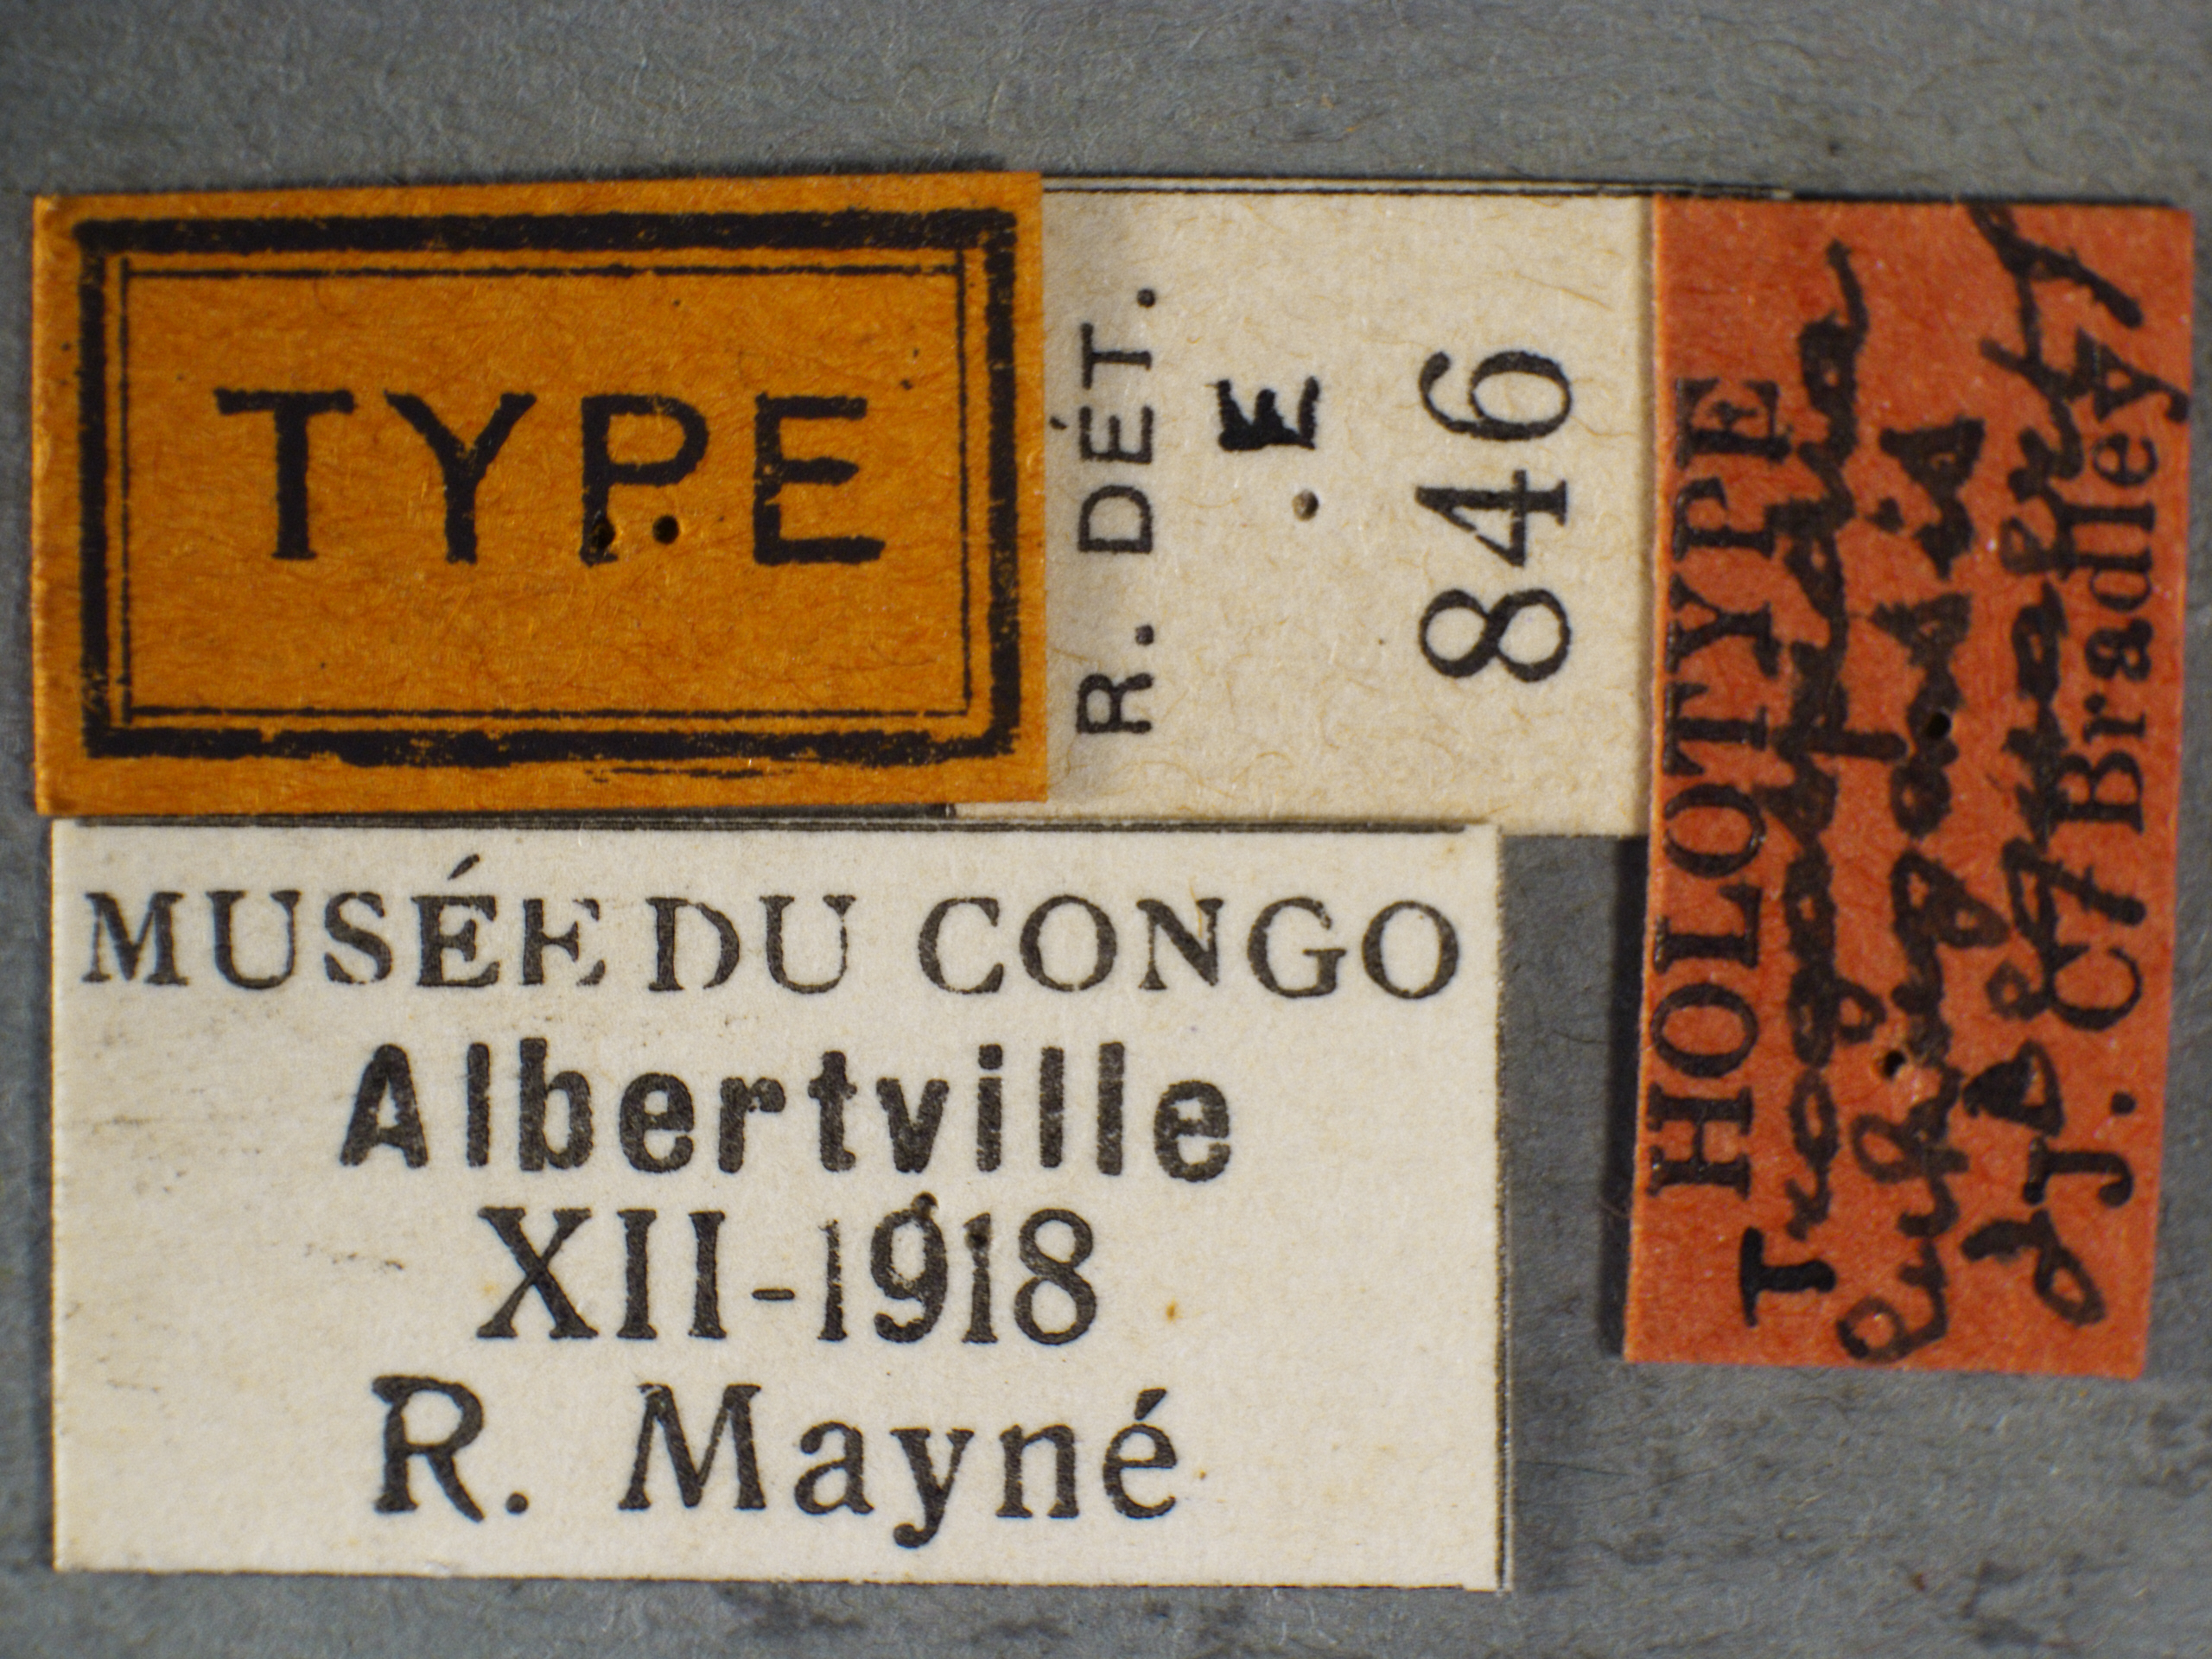 TYPE
R. DÉT.
E
846
MUSÉE DU CONGO
Albertville
XII-1918
R. Mayné
HOLOTYPE
J. C. Bradley